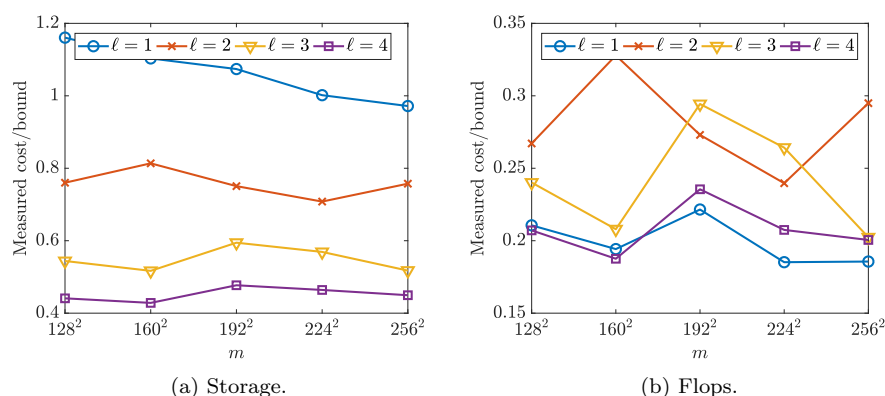 1.2
1
0.8
0.6
0.4
Measured cost/bound
ℓ = 1 ℓ = 2 ℓ = 3 ℓ = 4
128² 160² 192² 224² 256²
m
(a) Storage.
0.35
0.3
0.25
0.2
0.15
Measured cost/bound
ℓ = 1 ℓ = 2 ℓ = 3 ℓ = 4
128² 160² 192² 224² 256²
m
(b) Flops.